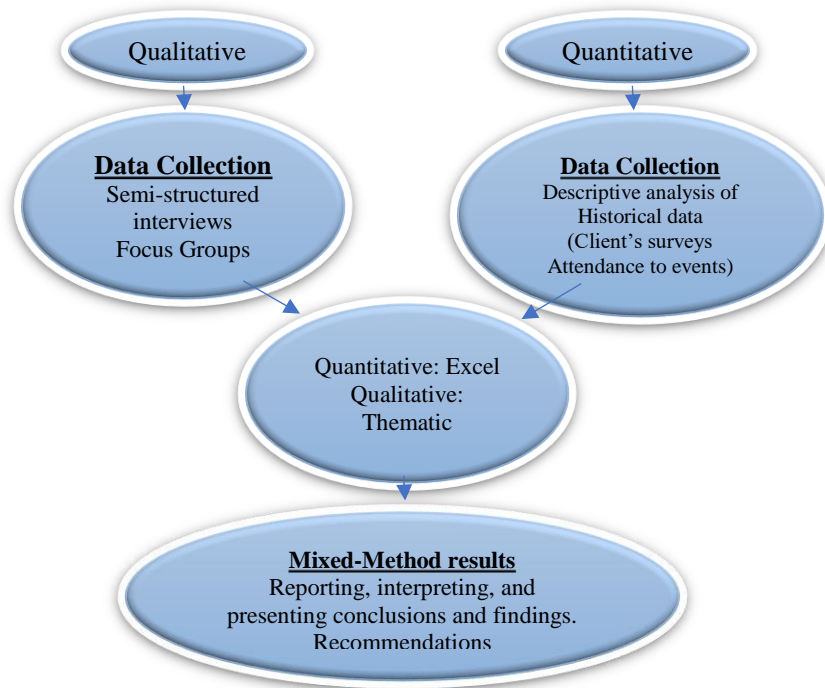 Qualitative
Quantitative
Data Collection
Semi-structured
interviews
Focus Groups
Data Collection
Descriptive analysis of
Historical data
(Client's surveys
Attendance to events)
Quantitative: Excel
Qualitative:
Thematic
Mixed-Method results
Reporting, interpreting, and
presenting conclusions and findings.
Recommendations